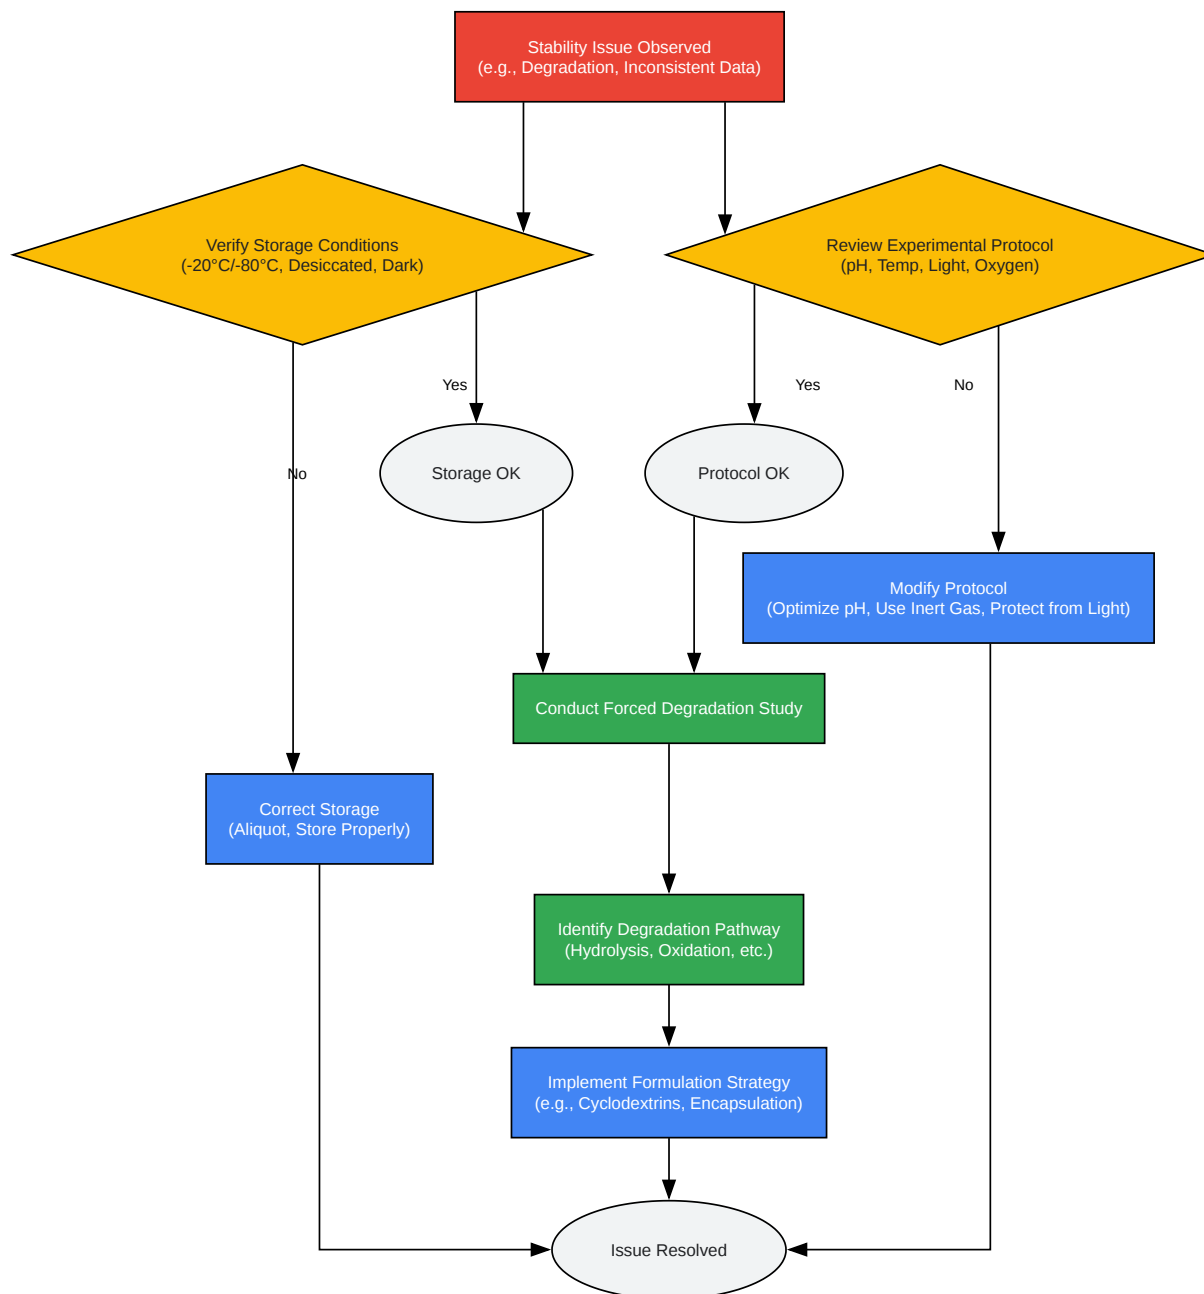 Stability Issue Observed
(e.g., Degradation, Inconsistent Data)
Verify Storage Conditions
(-20°C/-80°C, Desiccated, Dark)
Review Experimental Protocol
(pH, Temp, Light, Oxygen)
Yes
Yes
No
No
Storage OK
Protocol OK
Modify Protocol
(Optimize pH, Use Inert Gas, Protect from Light)
Conduct Forced Degradation Study
Correct Storage
(Aliquot, Store Properly)
Identify Degradation Pathway
(Hydrolysis, Oxidation, etc.)
Implement Formulation Strategy
(e.g., Cyclodextrins, Encapsulation)
Issue Resolved